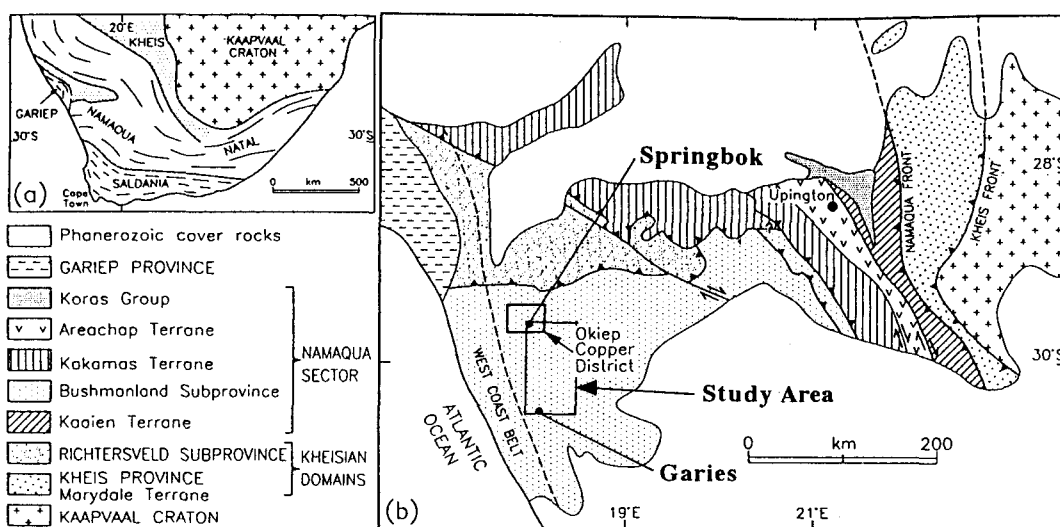 20°E
KHEIS
KAAPVAAL
CRATON
GARIEP
30°S
NAMAQUA
NATAL
30°S
SALDANIA
Cape
Town
0 km 500
(a)
Phanerozoic cover rocks
GARIEP PROVINCE
Koras Group
Areachap Terrane
Kakamas Terrane
Bushmanland Subprovince
Kaaien Terrane
NAMAQUA
SECTOR
RICHTERSVELD SUBPROVINCE
KHEIS PROVINCE
Marydale Terrane
KHEISIAN
DOMAINS
KAAPVAAL CRATON
Springbok
Upington
NAMAQUA FRONT
KHEIS FRONT
28°S
Okiep
Copper
District
30°S
WEST COAST BELT
Study Area
ATLANTIC
OCEAN
0 km 200
Garies
(b)
19°E
21°E